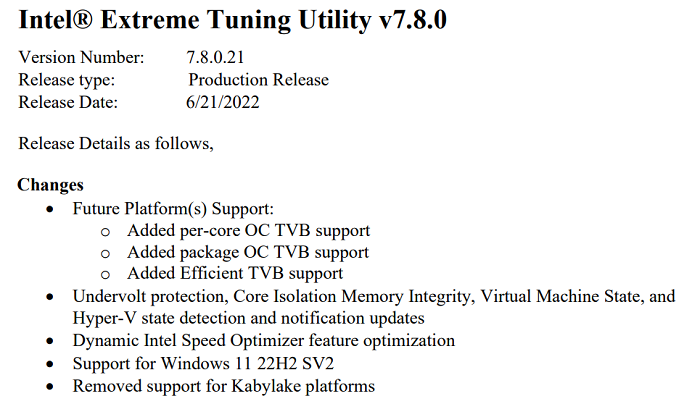 Intel® Extreme Tuning Utility v7.8.0
Version Number: 7.8.0.21
Release type: Production Release
Release Date: 6/21/2022
Release Details as follows,
Changes
• Future Platform(s) Support:
o Added per-core OC TVB support
o Added package OC TVB support
o Added Efficient TVB support
• Undervolt protection, Core Isolation Memory Integrity, Virtual Machine State, and
Hyper-V state detection and notification updates
• Dynamic Intel Speed Optimizer feature optimization
• Support for Windows 11 22H2 SV2
• Removed support for Kabylake platforms